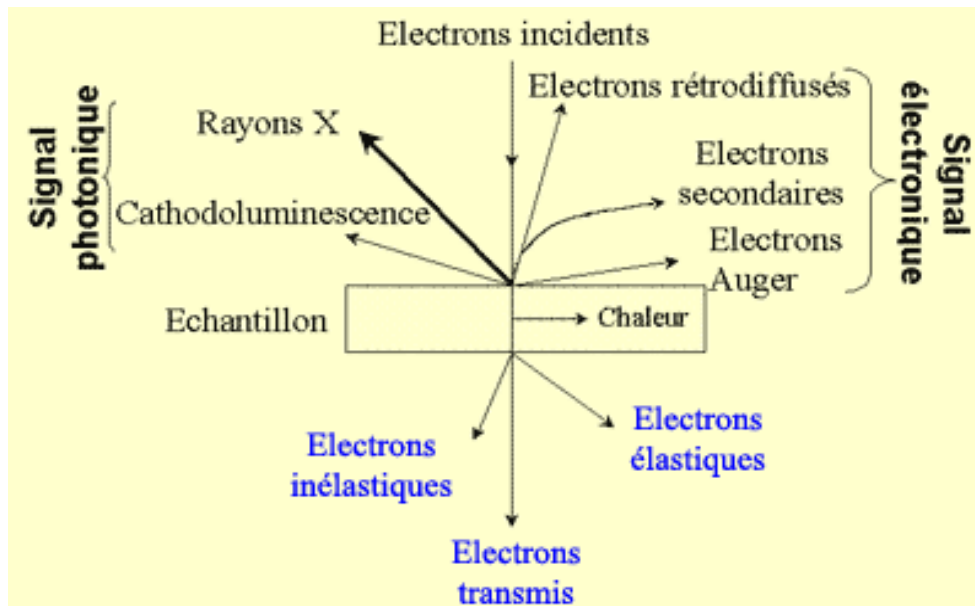 Electrons incidents
Signal
photonique
Rayons X
Cathodoluminescence
Electrons rétrodiffusés
Electrons
secondaires
Electrons
Auger
Signal
électronique
Echantillon
Chaleur
Electrons
inélastiques
Electrons
élastiques
Electrons
transmis